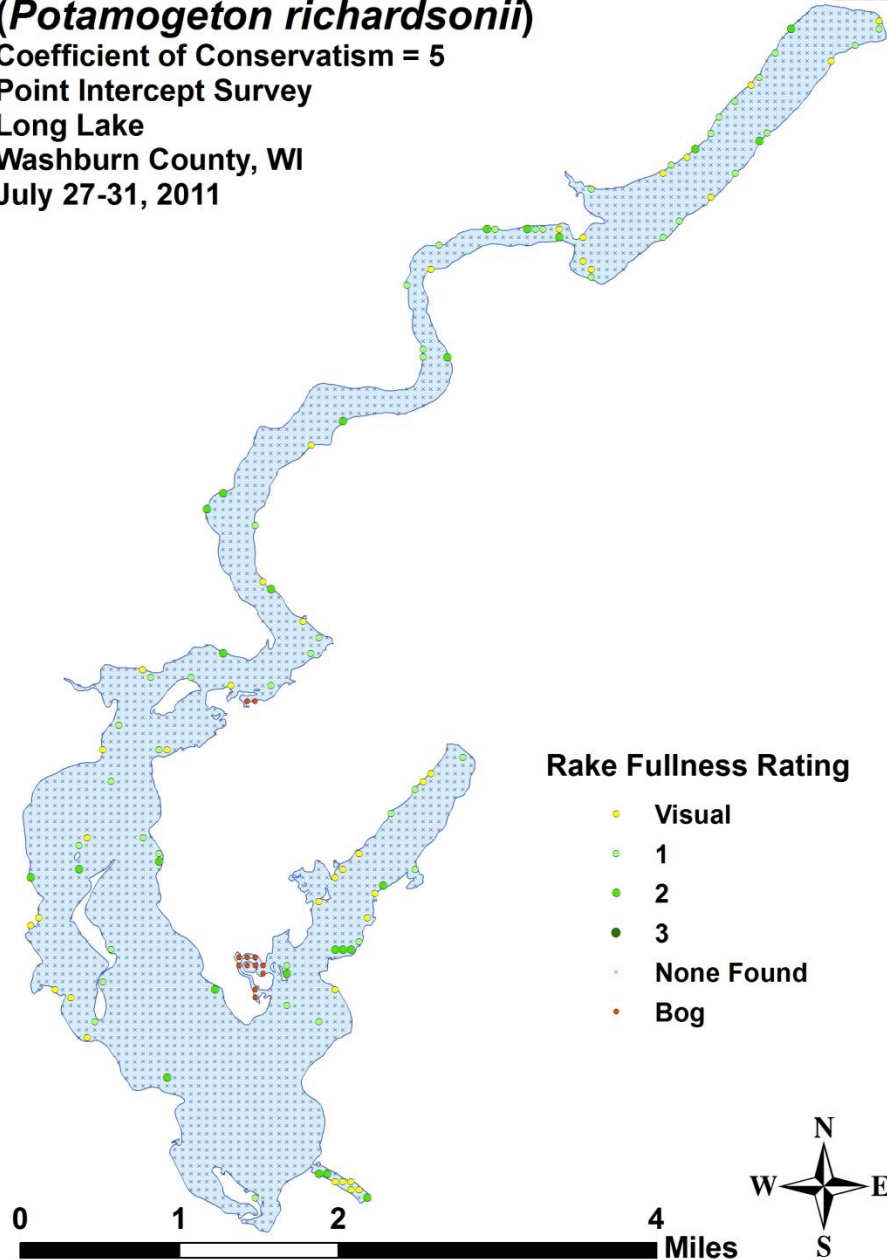 (Potamogeton richardsonii)
Coefficient of Conservatism = 5
Point Intercept Survey
Long Lake
Washburn County, WI
July 27-31, 2011
Rake Fullness Rating
Visual
1
2
3
None Found
Bog
N
W E
S
0 1 2 4
Miles